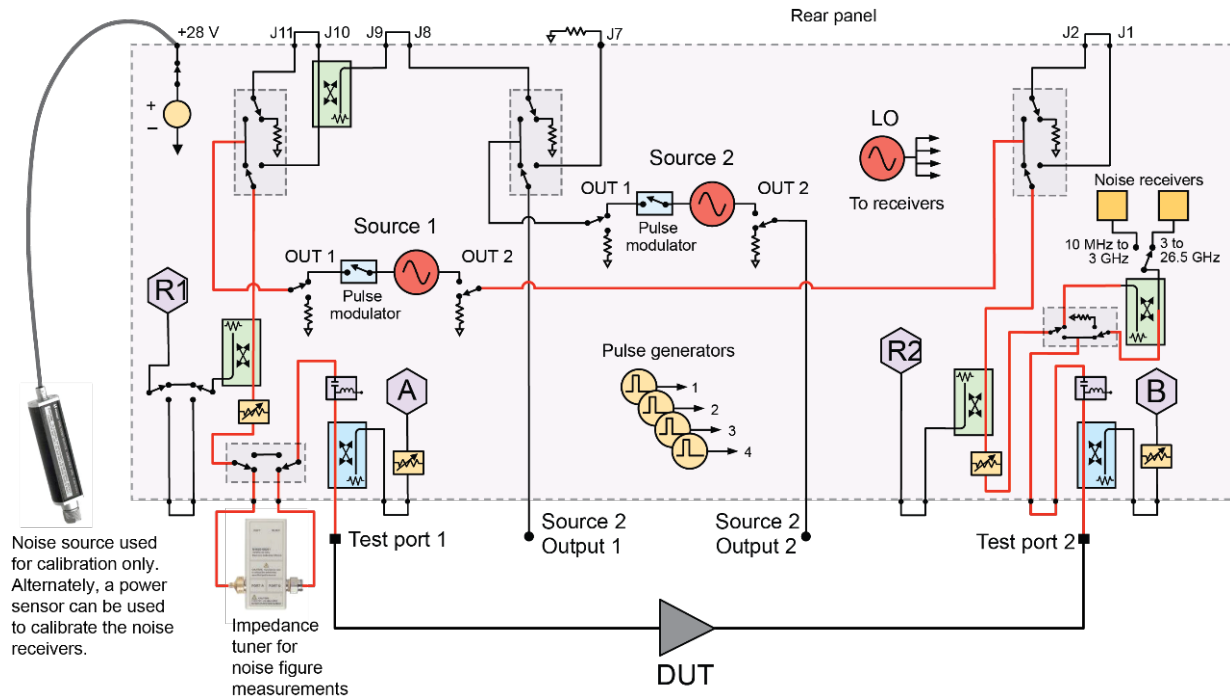 Rear panel
+28 V
J11
J10
J9
J8
J7
J2
J1
+
−
LO
To receivers
Source 2
OUT 1
OUT 2
Pulse
modulator
Noise receivers
10 MHz to
3 GHz
3 to
26.5 GHz
Source 1
OUT 1
OUT 2
Pulse
modulator
R1
A
Pulse generators
1
2
3
4
R2
B
Test port 1
Source 2
Output 1
Source 2
Output 2
Test port 2
Noise source used
for calibration only.
Alternately, a power
sensor can be used
to calibrate the noise
receivers.
Impedance
tuner for
noise figure
measurements
DUT